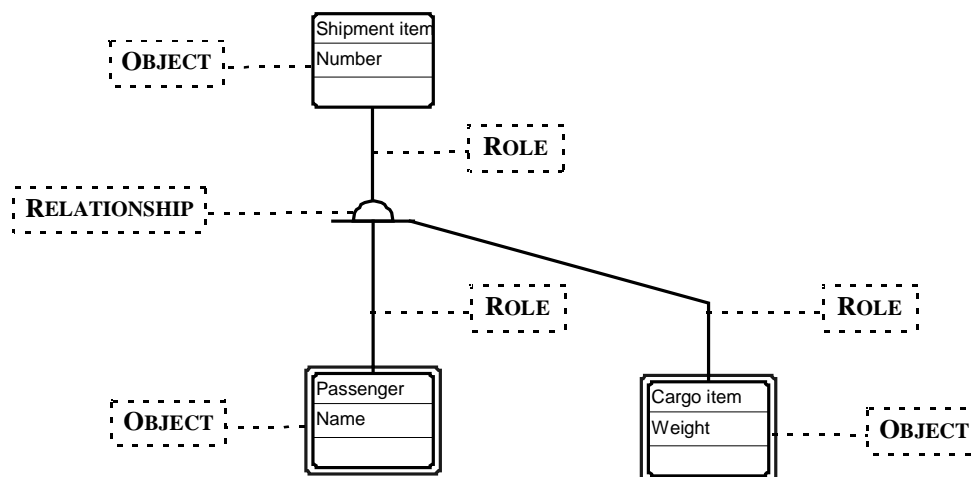 Shipment item
OBJECT
Number
ROLE
RELATIONSHIP
ROLE
ROLE
Passenger
Cargo item
OBJECT
Name
Weight
OBJECT